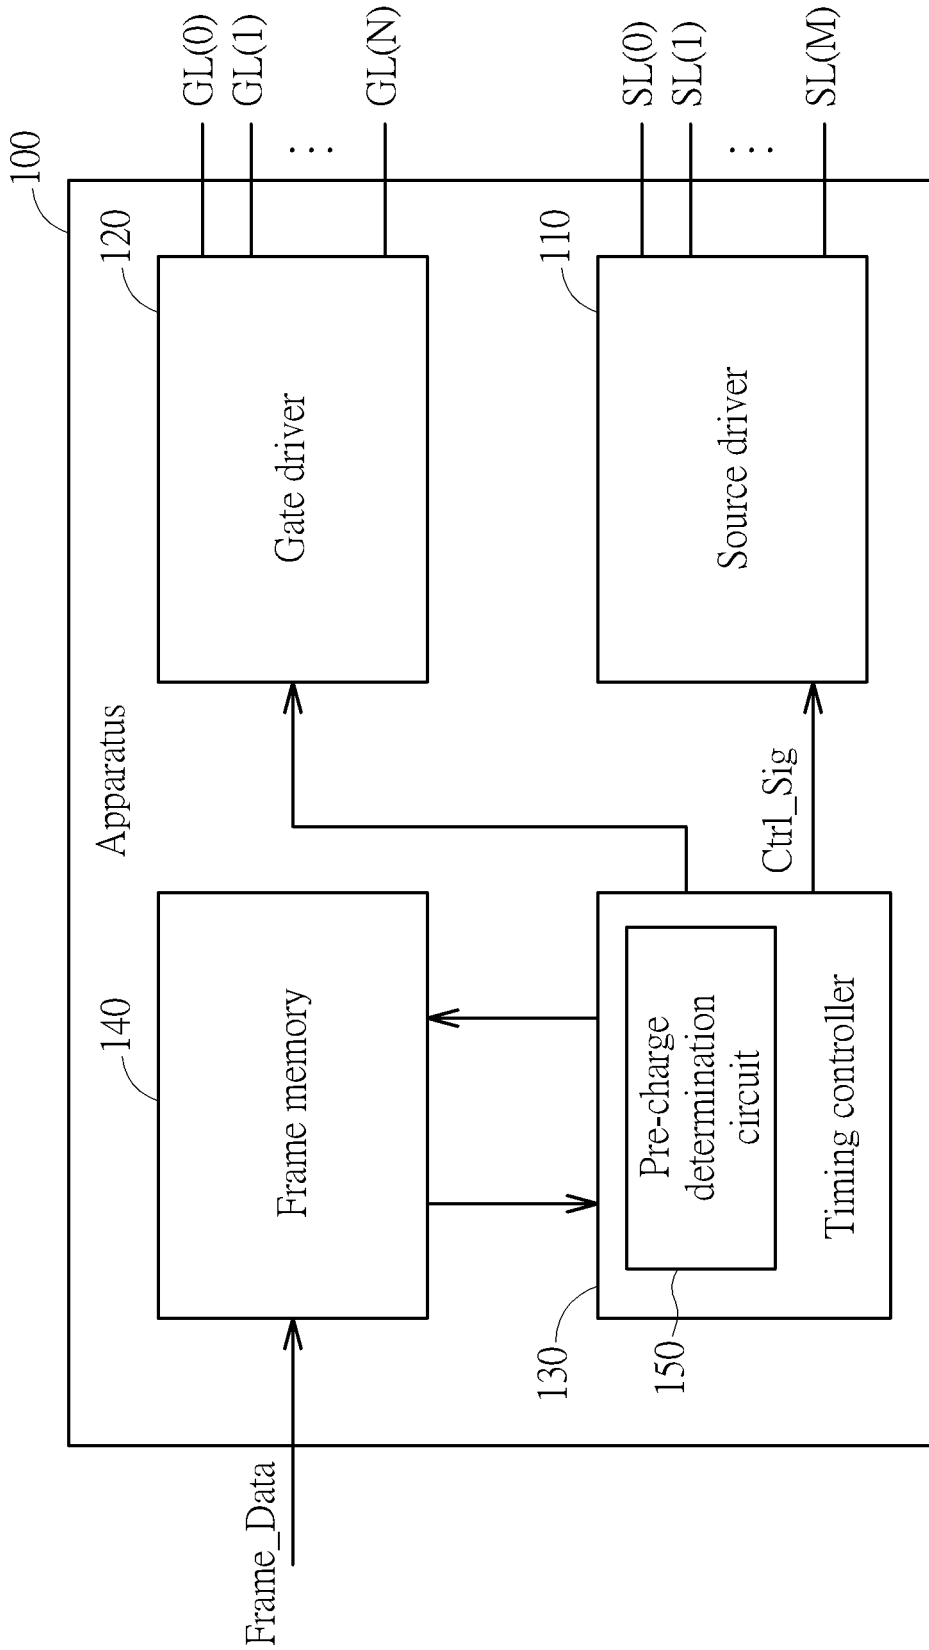 100
Apparatus
140
Frame memory
120
Gate driver
GL(0)
GL(1)
...
GL(N)
Frame_Data
130
150
Pre-charge
determination
circuit
Timing controller
Ctrl_Sig
110
Source driver
SL(0)
SL(1)
...
SL(M)